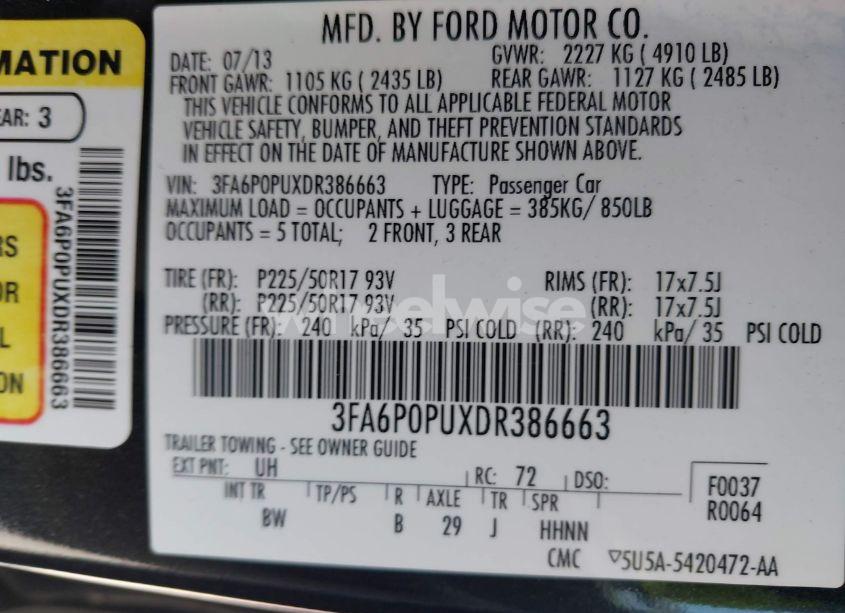 MFD. BY FORD MOTOR CO.
DATE: 07/13 GVWR: 2227 KG ( 4910 LB)
FRONT GAWR: 1105 KG ( 2435 LB) REAR GAWR: 1127 KG ( 2485 LB)
THIS VEHICLE CONFORMS TO ALL APPLICABLE FEDERAL MOTOR
VEHICLE SAFETY, BUMPER, AND THEFT PREVENTION STANDARDS
IN EFFECT ON THE DATE OF MANUFACTURE SHOWN ABOVE.
VIN: 3FA6P0PUXDR386663 TYPE: Passenger Car
MAXIMUM LOAD = OCCUPANTS + LUGGAGE = 385KG/ 850LB
OCCUPANTS = 5 TOTAL; 2 FRONT, 3 REAR
TIRE (FR): P225/50R17 93V RIMS (FR): 17x7.5J
(RR): P225/50R17 93V (RR): 17x7.5J
PRESSURE (FR): 240 kPa/ 35 PSI COLD (RR): 240 kPa/ 35 PSI COLD
3FA6P0PUXDR386663
TRAILER TOWING - SEE OWNER GUIDE
EXT PNT: UH RC: 72 DSO:
INT TR TP/PS R AXLE TR SPR
BW B 29 J HHNN
F0037
R0064
CMC ▽5U5A-5420472-AA
MATION
EAR: 3
lbs.
RS
OR
L
ON
3FA6P0PUXDR386663